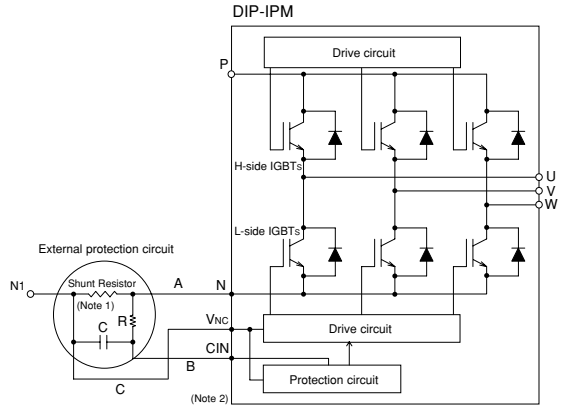 DIP-IPM
Drive circuit
P
H-side IGBTs
U
V
W
L-side IGBTs
External protection circuit
N1
Shunt Resistor
A
N
(Note 1)
R
C
VNC
Drive circuit
CIN
B
C
Protection circuit
(Note 2)